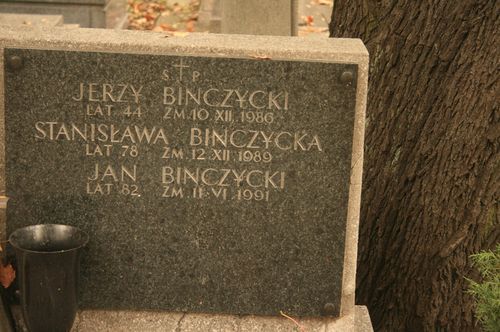 Ś † P
JERZY BINCZYCKI
LAT 44 ZM. 10 XII. 1986
STANISŁAWA BINCZYCKA
LAT 78 ZM. 12 XII 1989
JAN BINCZYCKI
LAT 82. ZM. 11 VI. 1991